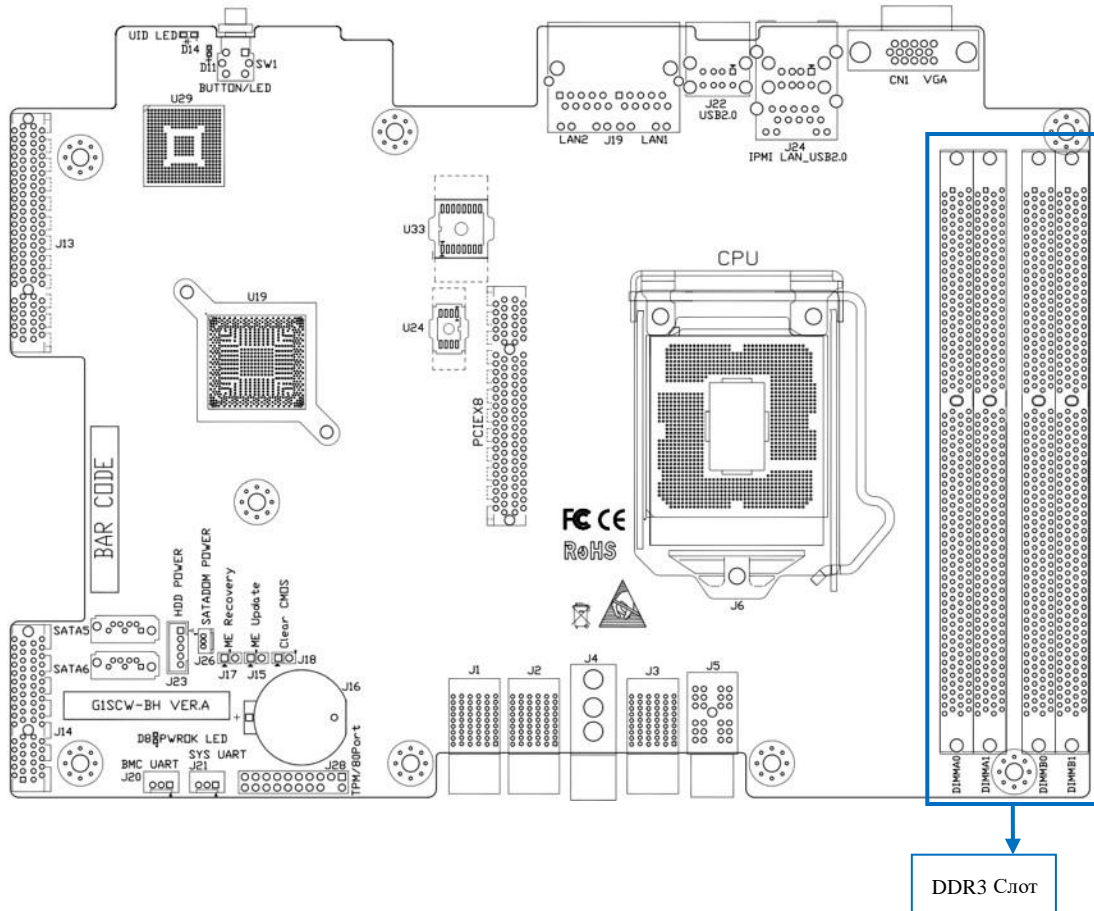 UID LED
D14
D11
SW1
BUTTON/LED
U29
LAN2 J19 LAN1
J22
USB2.0
J24
IPMI LAN_USB2.0
CN1 VGA
J13
U33
CPU
U19
U24
PCIEX8
BAR CODE
FC CE
RoHS
J6
HDD POWER
SATADOM POWER
ME Recovery
ME Update
Clear CMOS
SATA5
SATA6
J23
J26
J17
J15
J18
J16
G1SCW-BH VER.A
J14
D8 PWROK LED
BMC UART
J20
SYS UART
J21
J28
TPM/80Port
J1
J2
J4
J3
J5
DIMMA0
DIMMA1
DIMMB0
DIMMB1
DDR3 Слот